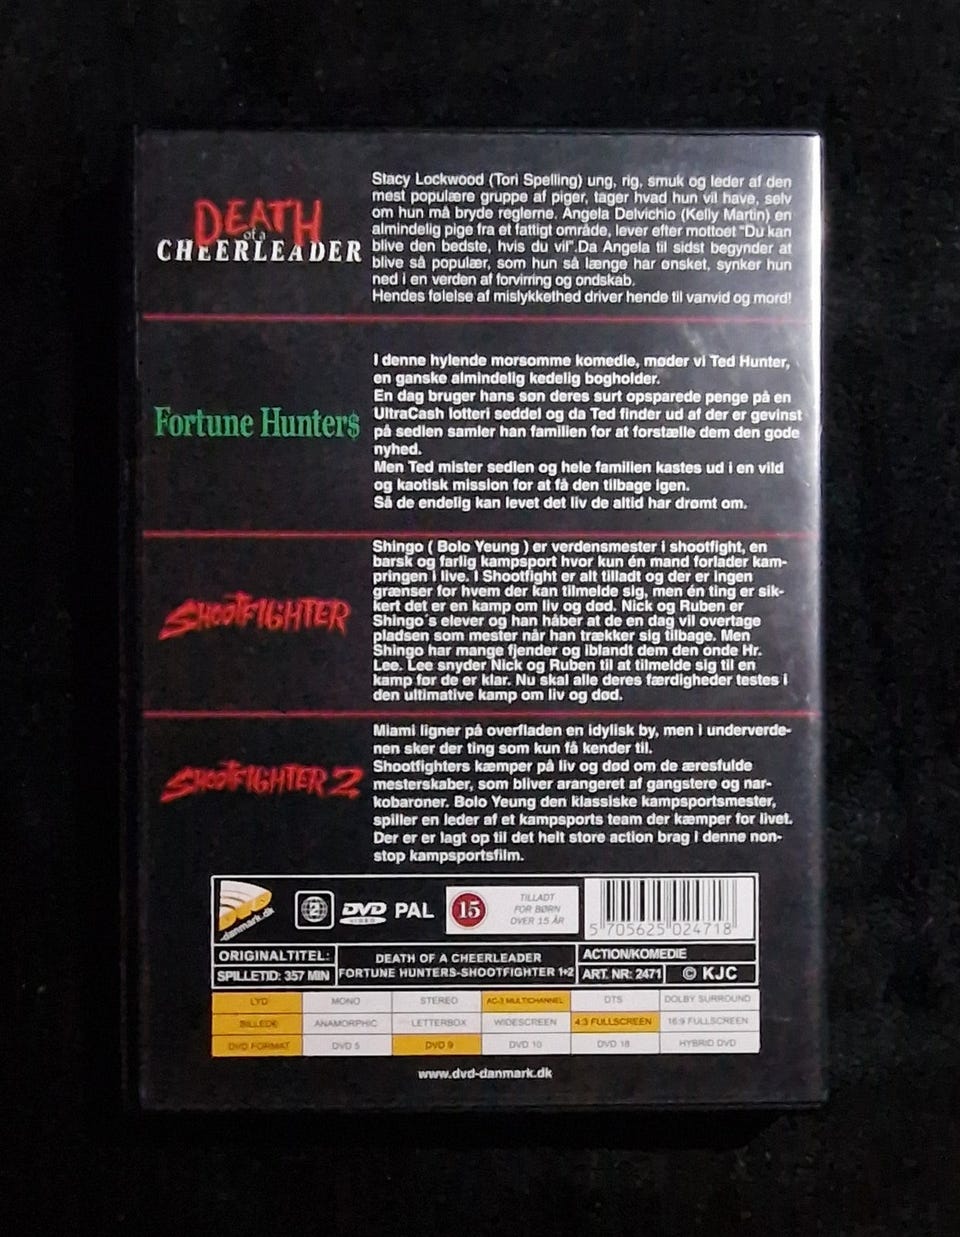 DEATH
of a
CHEERLEADER
Stacy Lockwood (Tori Spelling) ung, rig, smuk og leder af den
mest populære gruppe af piger, tager hvad hun vil have, selv
om hun må bryde reglerne. Angela Delvichio (Kelly Martin) en
almindelig pige fra et fattigt område, lever efter mottoet "Du kan
blive den bedste, hvis du vil".Da Angela til sidst begynder at
blive så populær, som hun så længe har ønsket, synker hun
ned i en verden af forvirring og ondskab.
Hendes følelse af mislykkethed driver hende til vanvid og mord!
Fortune Hunter$
I denne hylende morsomme komedie, møder vi Ted Hunter,
en ganske almindelig kedelig bogholder.
En dag bruger hans søn deres surt opsparede penge på en
UltraCash lotteri seddel og da Ted finder ud af der er gevinst
på sedlen samler han familien for at forstælle dem den gode
nyhed.
Men Ted mister sedlen og hele familien kastes ud i en vild
og kaotisk mission for at få den tilbage igen.
Så de endelig kan levet det liv de altid har drømt om.
SHOOTFIGHTER
Shingo ( Bolo Yeung ) er verdensmester i shootfight, en
barsk og farlig kampsport hvor kun én mand forlader kam-
pringen i live. I Shootfight er alt tilladt og der er ingen
grænser for hvem der kan tilmelde sig, men én ting er sik-
kert det er en kamp om liv og død. Nick og Ruben er
Shingo´s elever og han håber at de en dag vil overtage
pladsen som mester når han trækker sig tilbage. Men
Shingo har mange fjender og iblandt dem den onde Hr.
Lee. Lee snyder Nick og Ruben til at tilmelde sig til en
kamp før de er klar. Nu skal alle deres færdigheder testes i
den ultimative kamp om liv og død.
SHOOTFIGHTER 2
Miami ligner på overfladen en idylisk by, men i underverde-
nen sker der ting som kun få kender til.
Shootfighters kæmper på liv og død om de æresfulde
mesterskaber, som bliver arangeret af gangstere og nar-
kobaroner. Bolo Yeung den klassiske kampsportsmester,
spiller en leder af et kampsports team der kæmper for livet.
Der er er lagt op til det helt store action brag i denne non-
stop kampsportsfilm.
DVD
-danmark.dk
2
DVD
VIDEO
PAL
15
TILLADT
FOR BØRN
OVER 15 ÅR
5 705625 024718
ORIGINALTITEL:
DEATH OF A CHEERLEADER
FORTUNE HUNTERS-SHOOTFIGHTER 1+2
ACTION/KOMEDIE
SPILLETID: 357 MIN
ART. NR: 2471
© KJC
LYD MONO STEREO AC-3 MULTICHANNEL DTS DOLBY SURROUND
BILLEDE ANAMORPHIC LETTERBOX WIDESCREEN 4:3 FULLSCREEN 16:9 FULLSCREEN
DVD FORMAT DVD 5 DVD 9 DVD 10 DVD 18 HYBRID DVD
www.dvd-danmark.dk